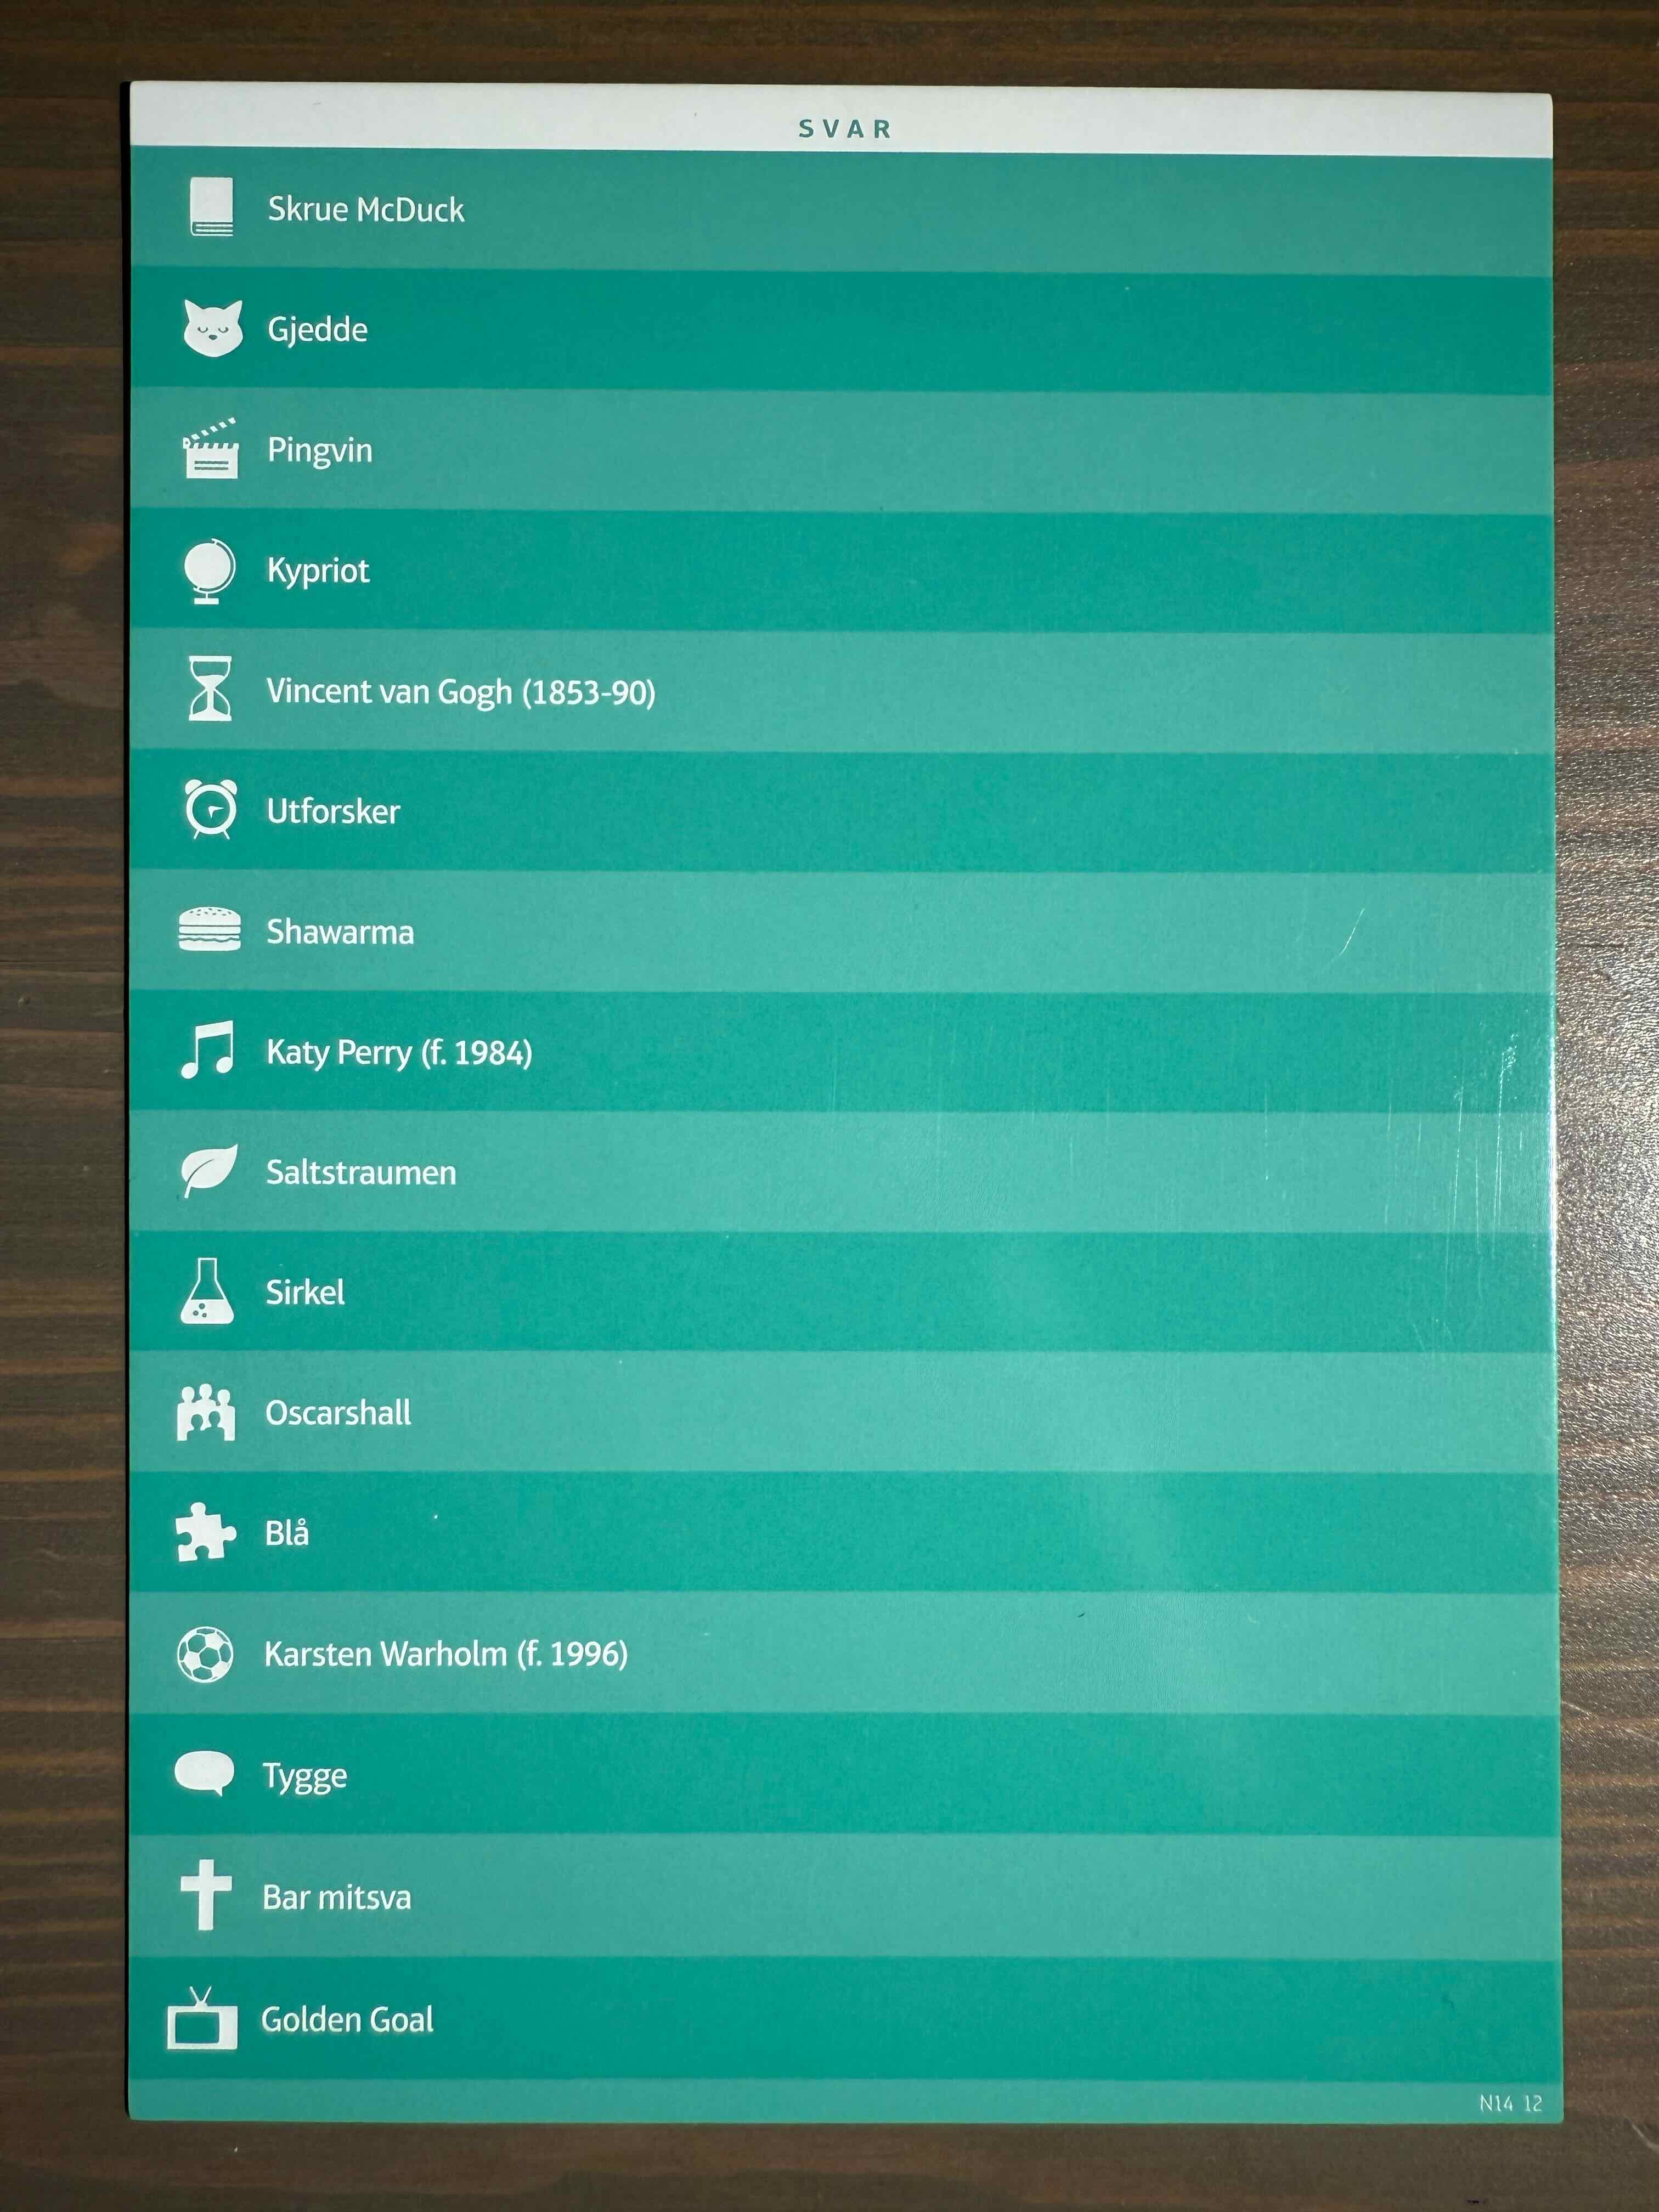 SVAR
Skrue McDuck
Gjedde
Pingvin
Kypriot
Vincent van Gogh (1853-90)
Utforsker
Shawarma
Katy Perry (f. 1984)
Saltstraumen
Sirkel
Oscarshall
Blå
Karsten Warholm (f. 1996)
Tygge
Bar mitsva
Golden Goal
N14 12